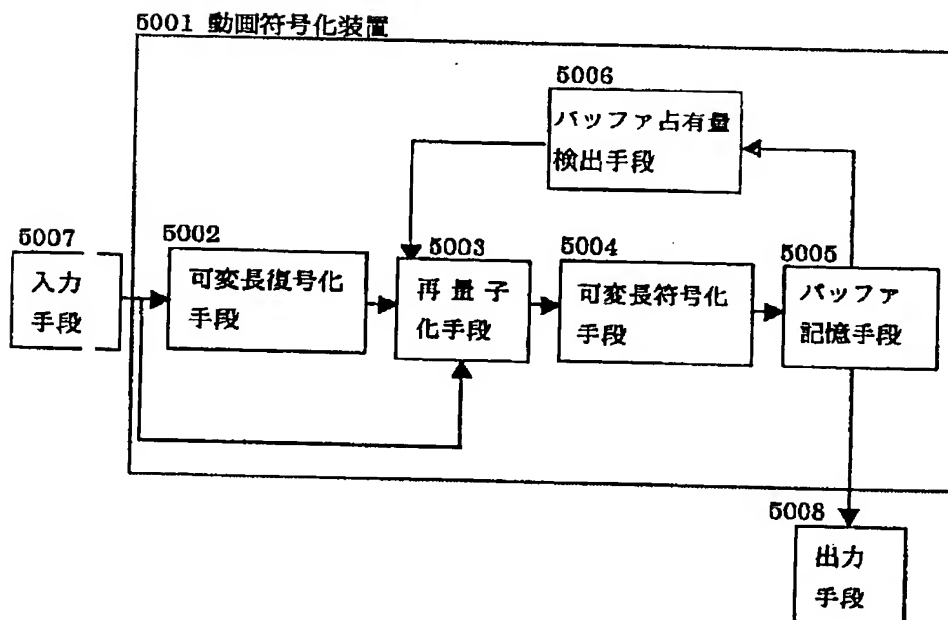 5001 動画符号化装置
5006
バッファ占有量
検出手段
5007
入力
手段
5002
可変長復号化
手段
5003
再量子
化手段
5004
可変長符号化
手段
5005
バッファ
記憶手段
5008
出力
手段